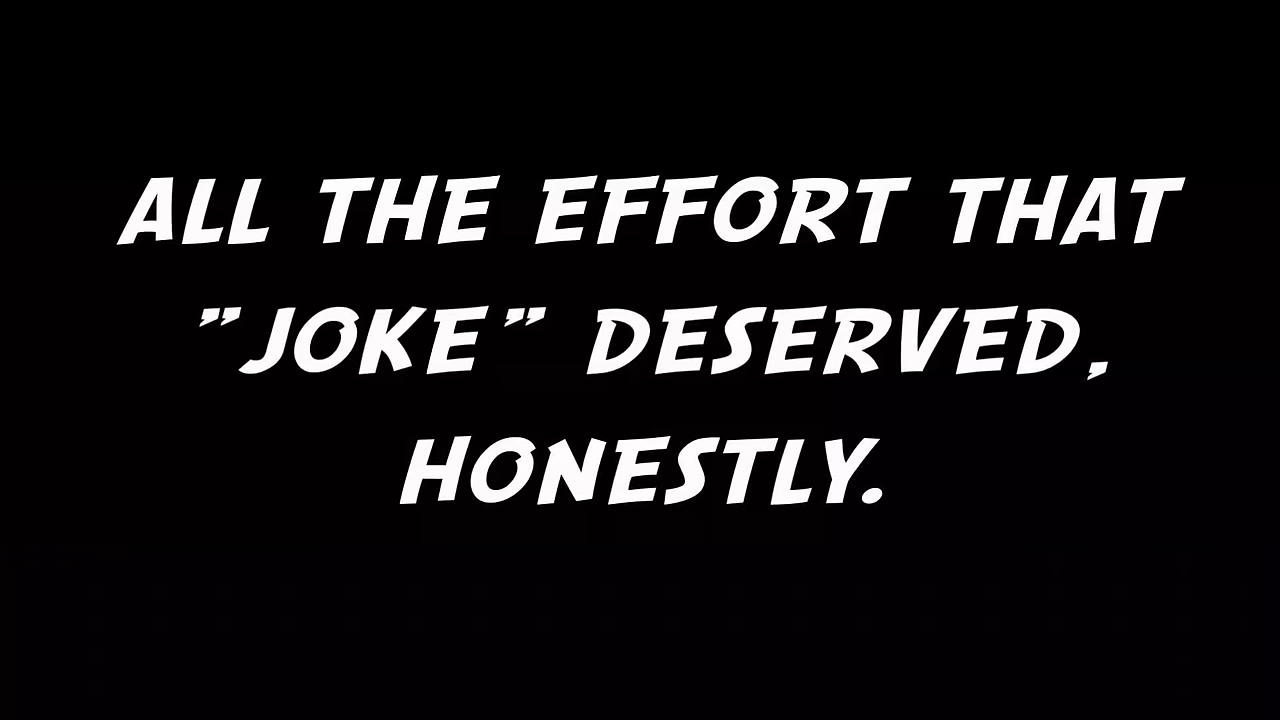 ALL THE EFFORT THAT
"JOKE" DESERVED,
HONESTLY.